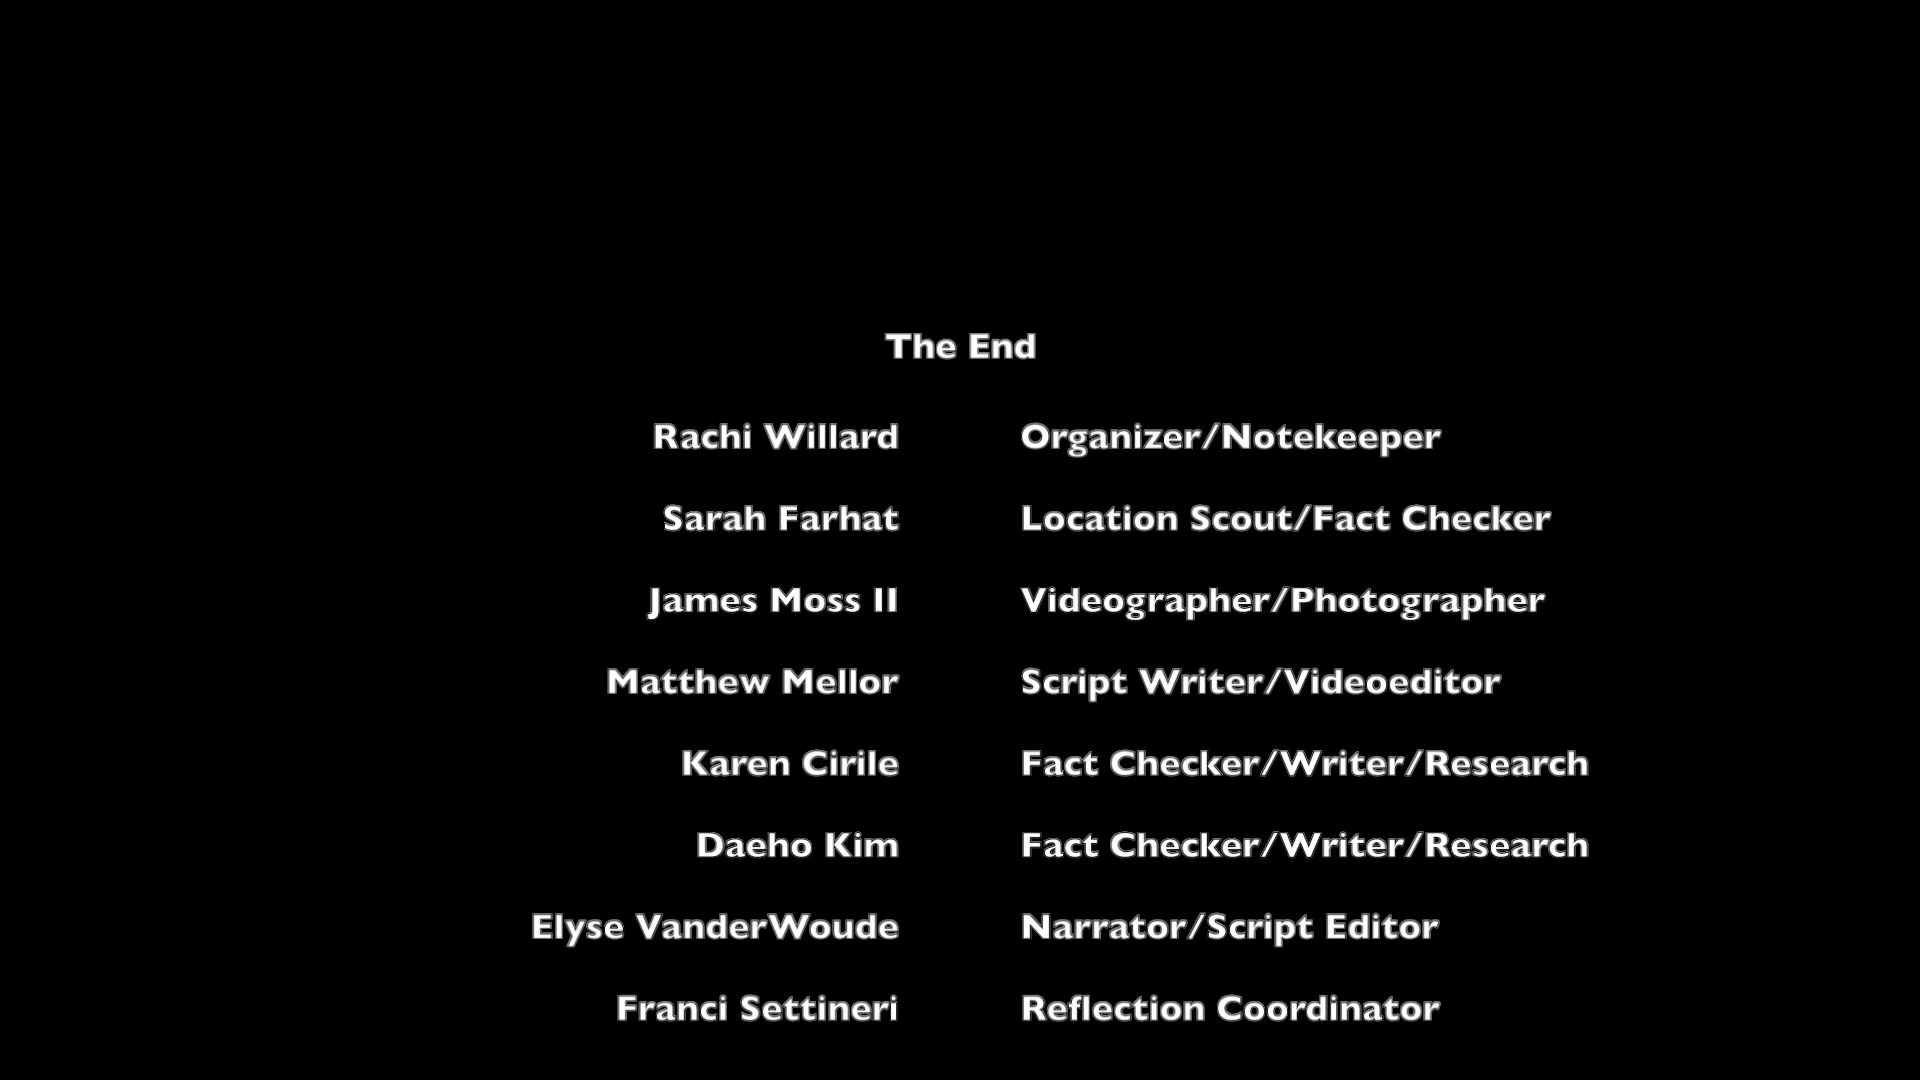 The End
Rachi Willard Organizer/Notekeeper
Sarah Farhat Location Scout/Fact Checker
James Moss II Videographer/Photographer
Matthew Mellor Script Writer/Videoeditor
Karen Cirile Fact Checker/Writer/Research
Daeho Kim Fact Checker/Writer/Research
Elyse VanderWoude Narrator/Script Editor
Franci Settineri Reflection Coordinator